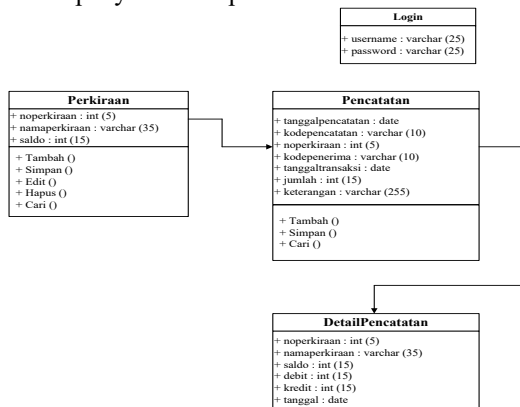 Login
+ username : varchar (25)
+ password : varchar (25)
Perkiraan
+ noperkiraan : int (5)
+ namaperkiraan : varchar (35)
+ saldo : int (15)
+ Tambah ()
+ Simpan ()
+ Edit ()
+ Hapus ()
+ Cari ()
Pencatatan
+ tanggalpencatatan : date
+ kodepencatatan : varchar (10)
+ noperkiraan : int (5)
+ kodepenerima : varchar (10)
+ tanggaltransaksi : date
+ jumlah : int (15)
+ keterangan : varchar (255)
+ Tambah ()
+ Simpan ()
+ Cari ()
DetailPencatatan
+ noperkiraan : int (5)
+ namaperkiraan : varchar (35)
+ saldo : int (15)
+ debit : int (15)
+ kredit : int (15)
+ tanggal : date